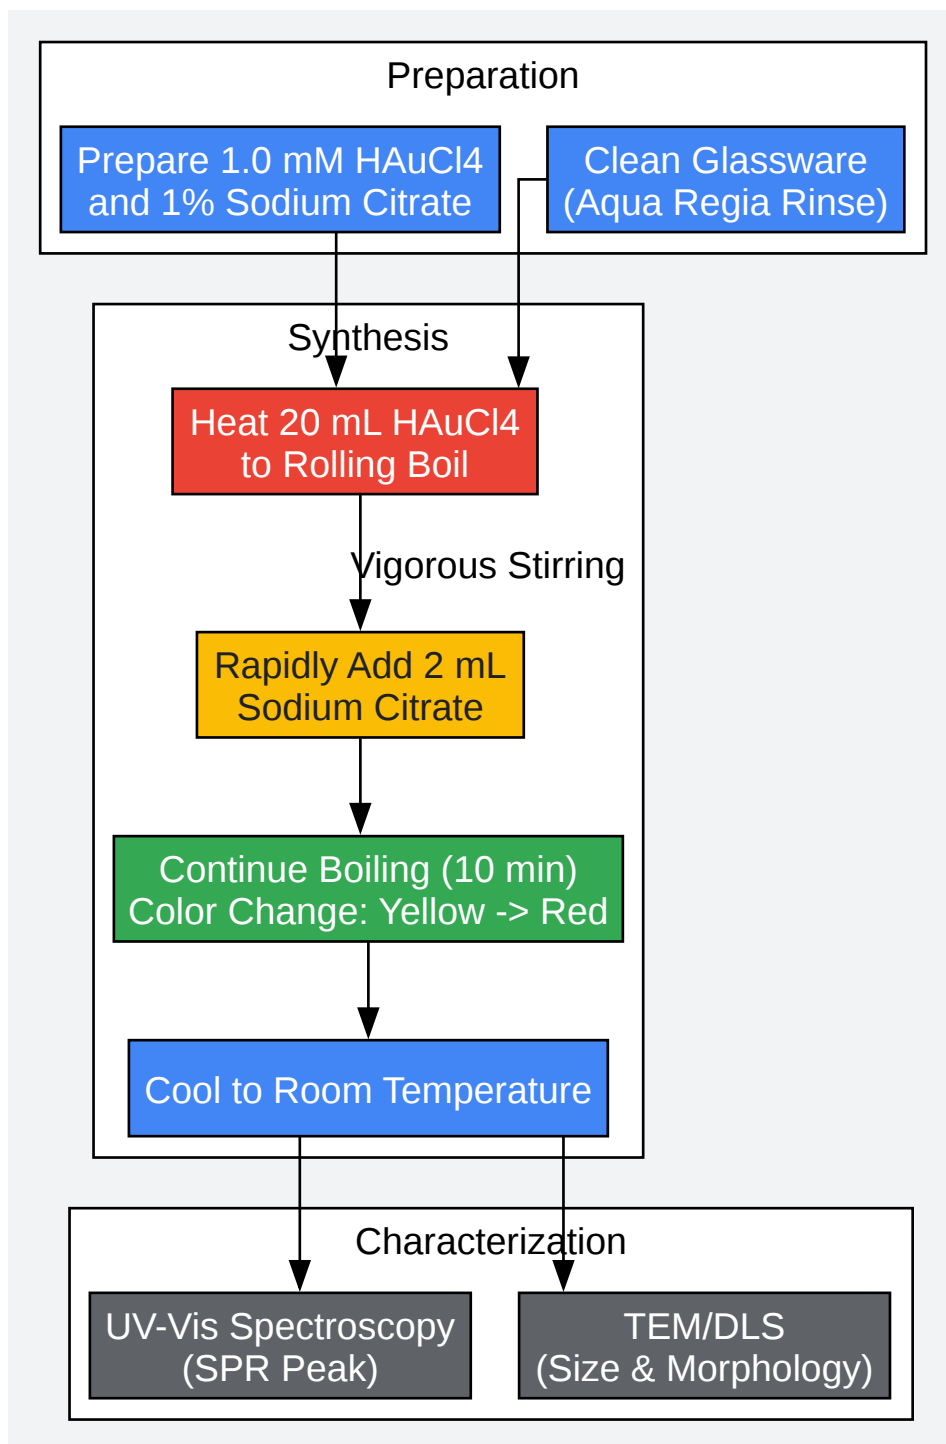 Preparation
Prepare 1.0 mM HAuCl4
and 1% Sodium Citrate
Clean Glassware
(Aqua Regia Rinse)
Synthesis
Heat 20 mL HAuCl4
to Rolling Boil
Vigorous Stirring
Rapidly Add 2 mL
Sodium Citrate
Continue Boiling (10 min)
Color Change: Yellow -> Red
Cool to Room Temperature
Characterization
UV-Vis Spectroscopy
(SPR Peak)
TEM/DLS
(Size & Morphology)